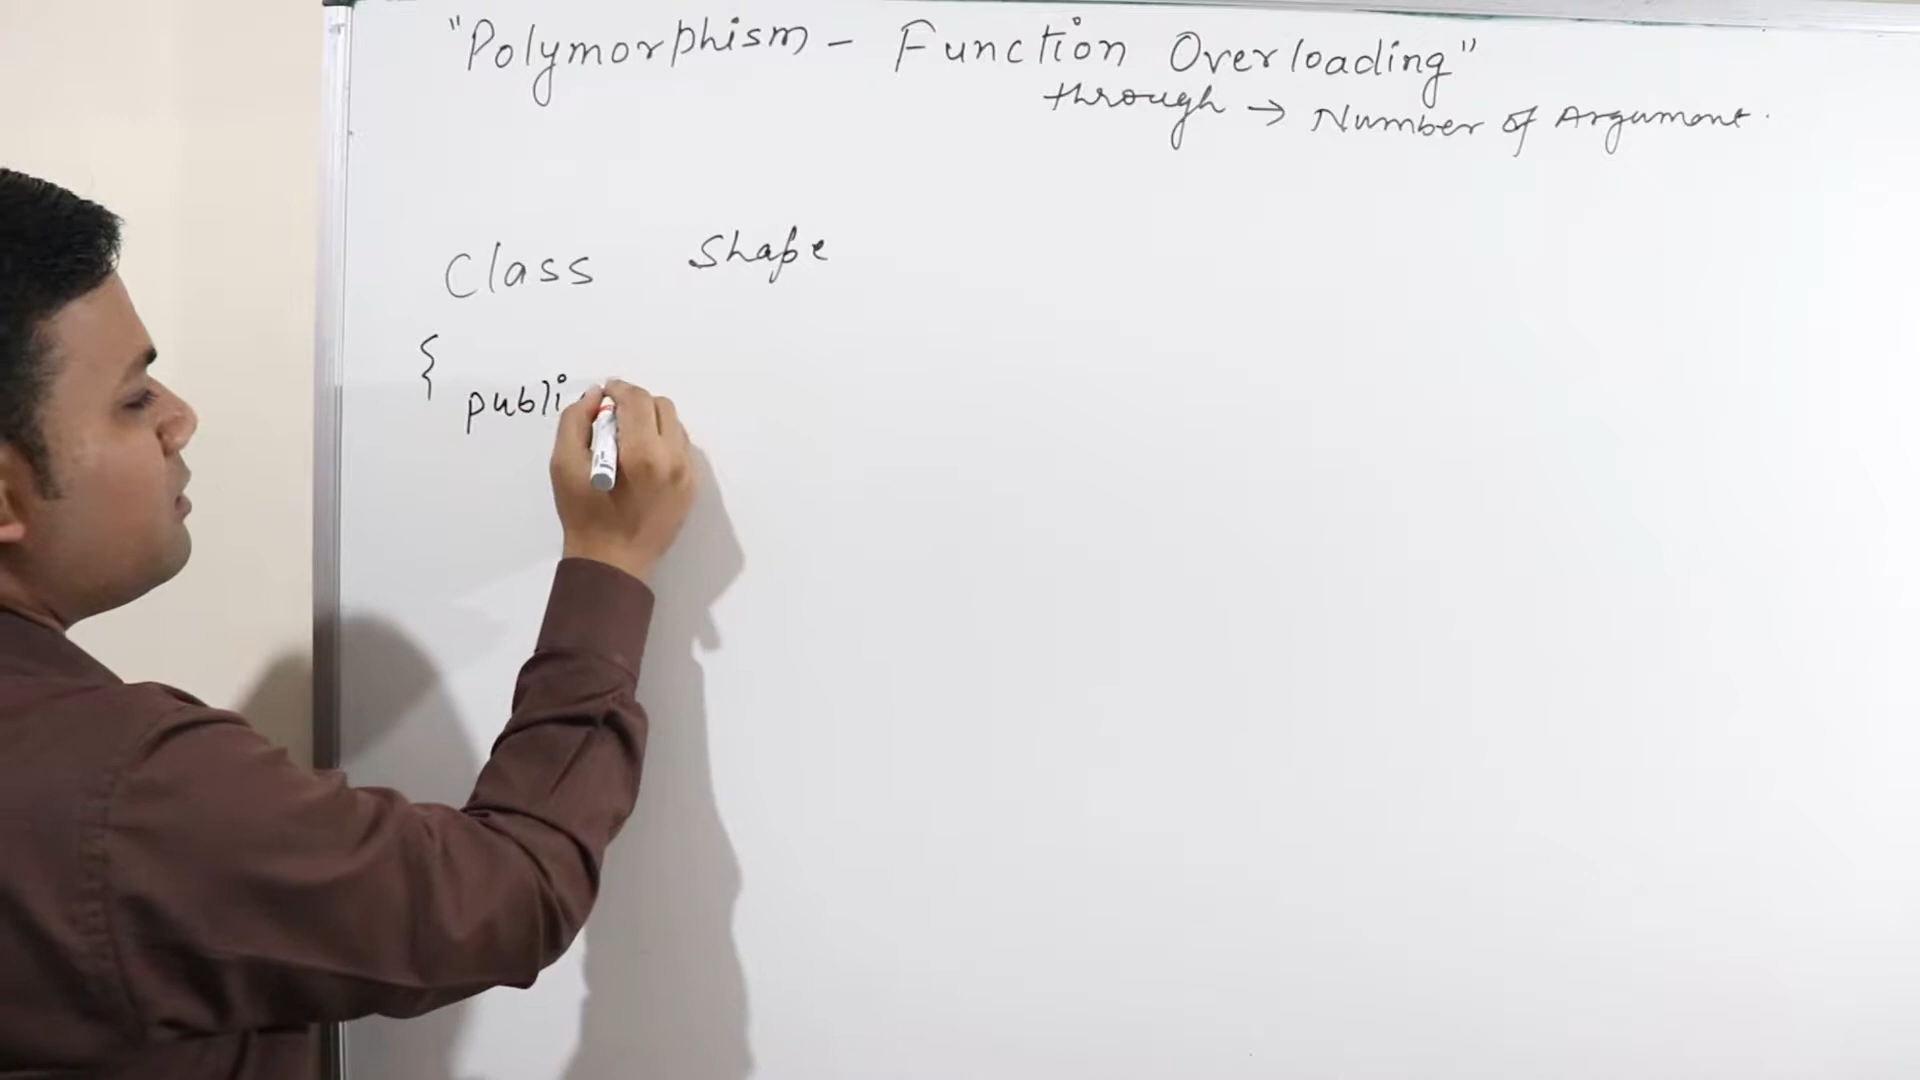 "Polymorphism - Function Overloading"
through → Number of Argument.
Class Shape
{
publi